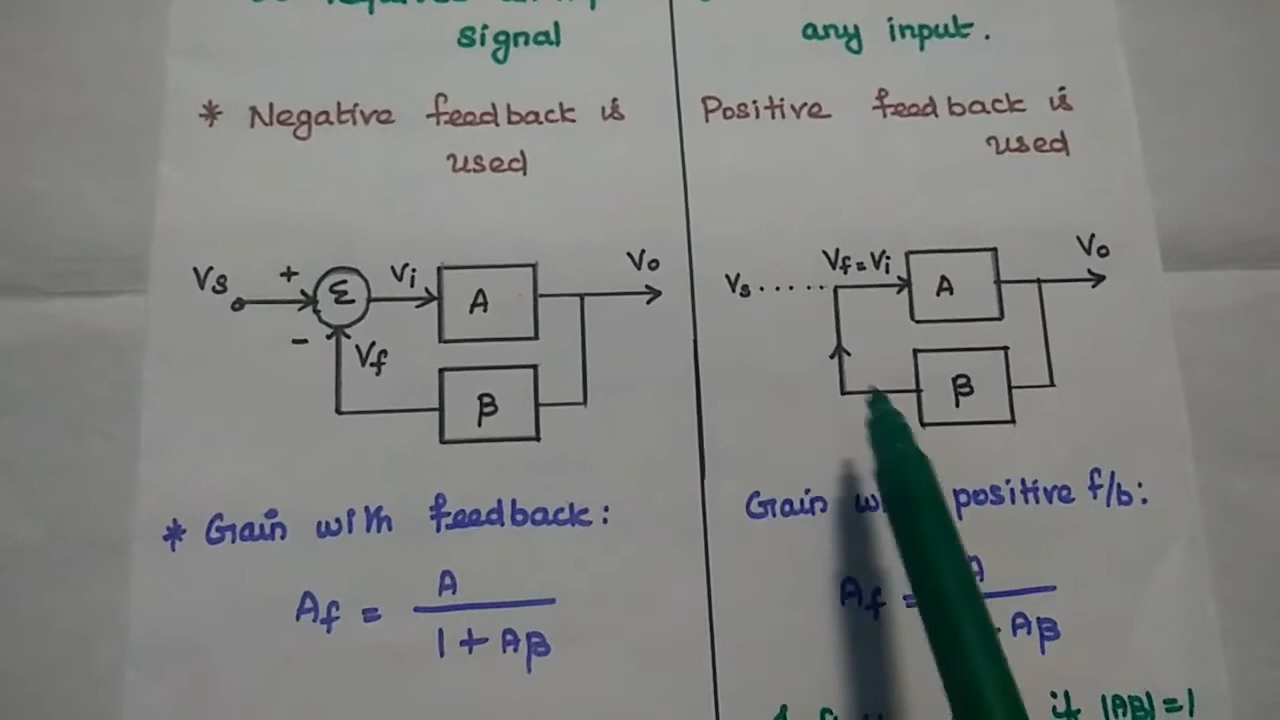 signal
* Negative feedback is
used
Vs
+
Σ
Vi
A
Vo
-
Vf
β
* Gain with feedback:
Af = A
1 + Aβ
any input.
Positive feedback is
used
Vs.....
Vf = Vi
A
Vo
β
Gain positive f/b:
Af =
Aβ
if |Aβ| = 1